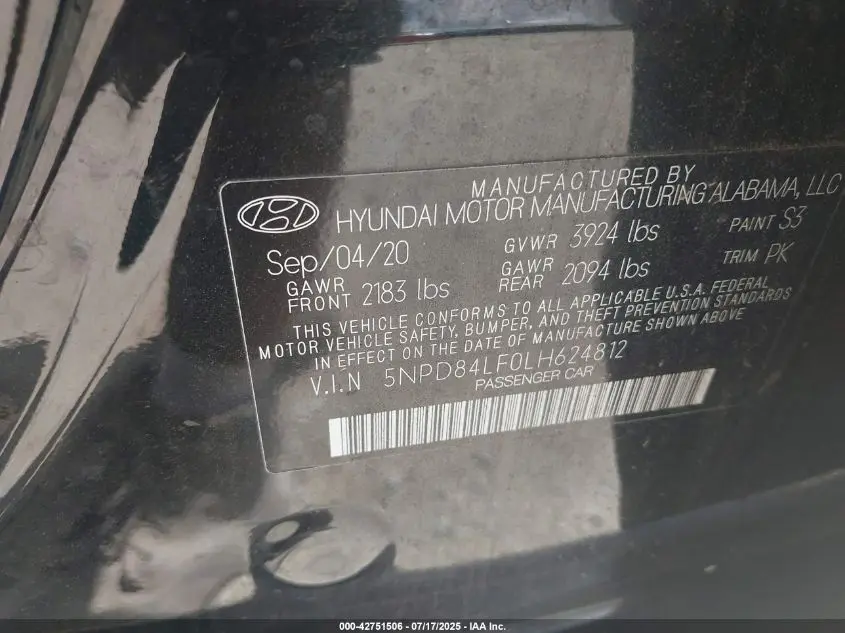 MANUFACTURED BY
HYUNDAI MOTOR MANUFACTURING ALABAMA, LLC
Sep/04/20 GVWR 3924 lbs PAINT S3
GAWR FRONT 2183 lbs GAWR REAR 2094 lbs TRIM PK
THIS VEHICLE CONFORMS TO ALL APPLICABLE U.S.A. FEDERAL
MOTOR VEHICLE SAFETY, BUMPER, AND THEFT PREVENTION STANDARDS
IN EFFECT ON THE DATE OF MANUFACTURE SHOWN ABOVE
V.I.N 5NPD84LF0LH624812
PASSENGER CAR
000-42751506 - 07/17/2025 - IAA Inc.